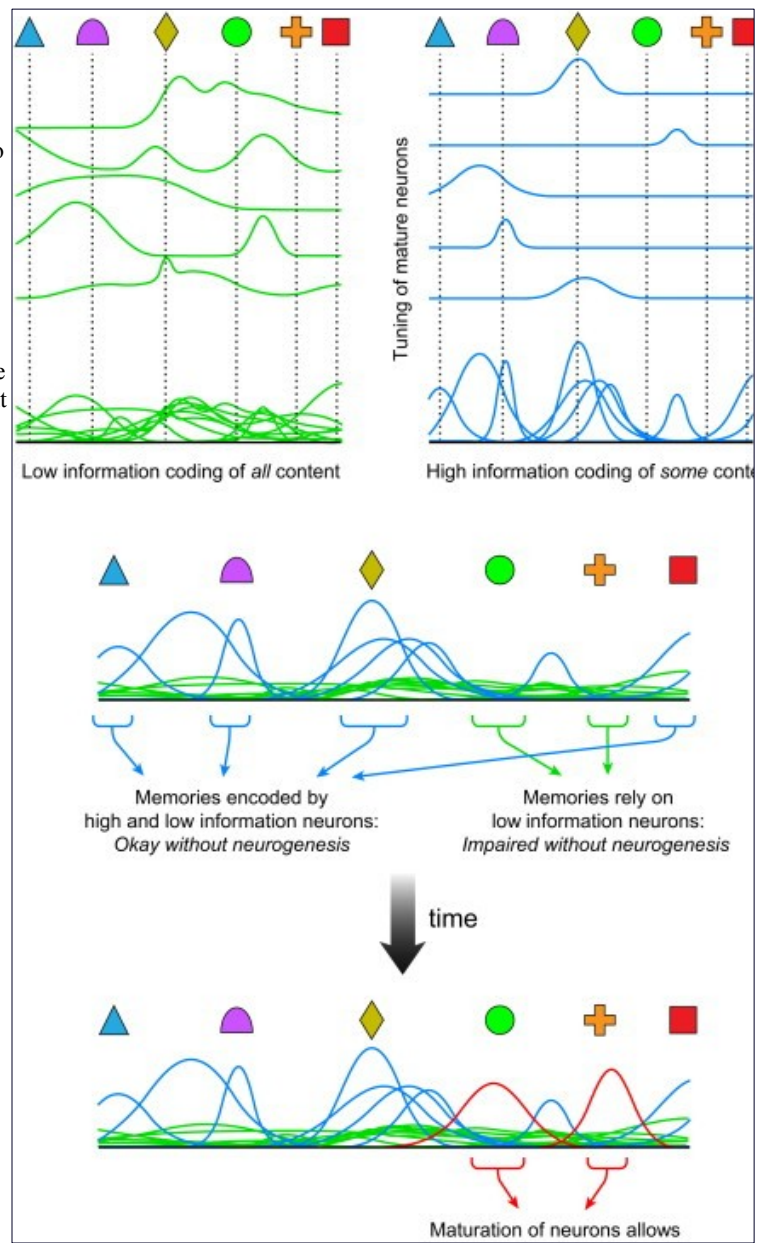 Tuning of mature neurons
Low information coding of all content
High information coding of some conte
Memories encoded by
high and low information neurons:
Okay without neurogenesis
Memories rely on
low information neurons:
Impaired without neurogenesis
time
Maturation of neurons allows